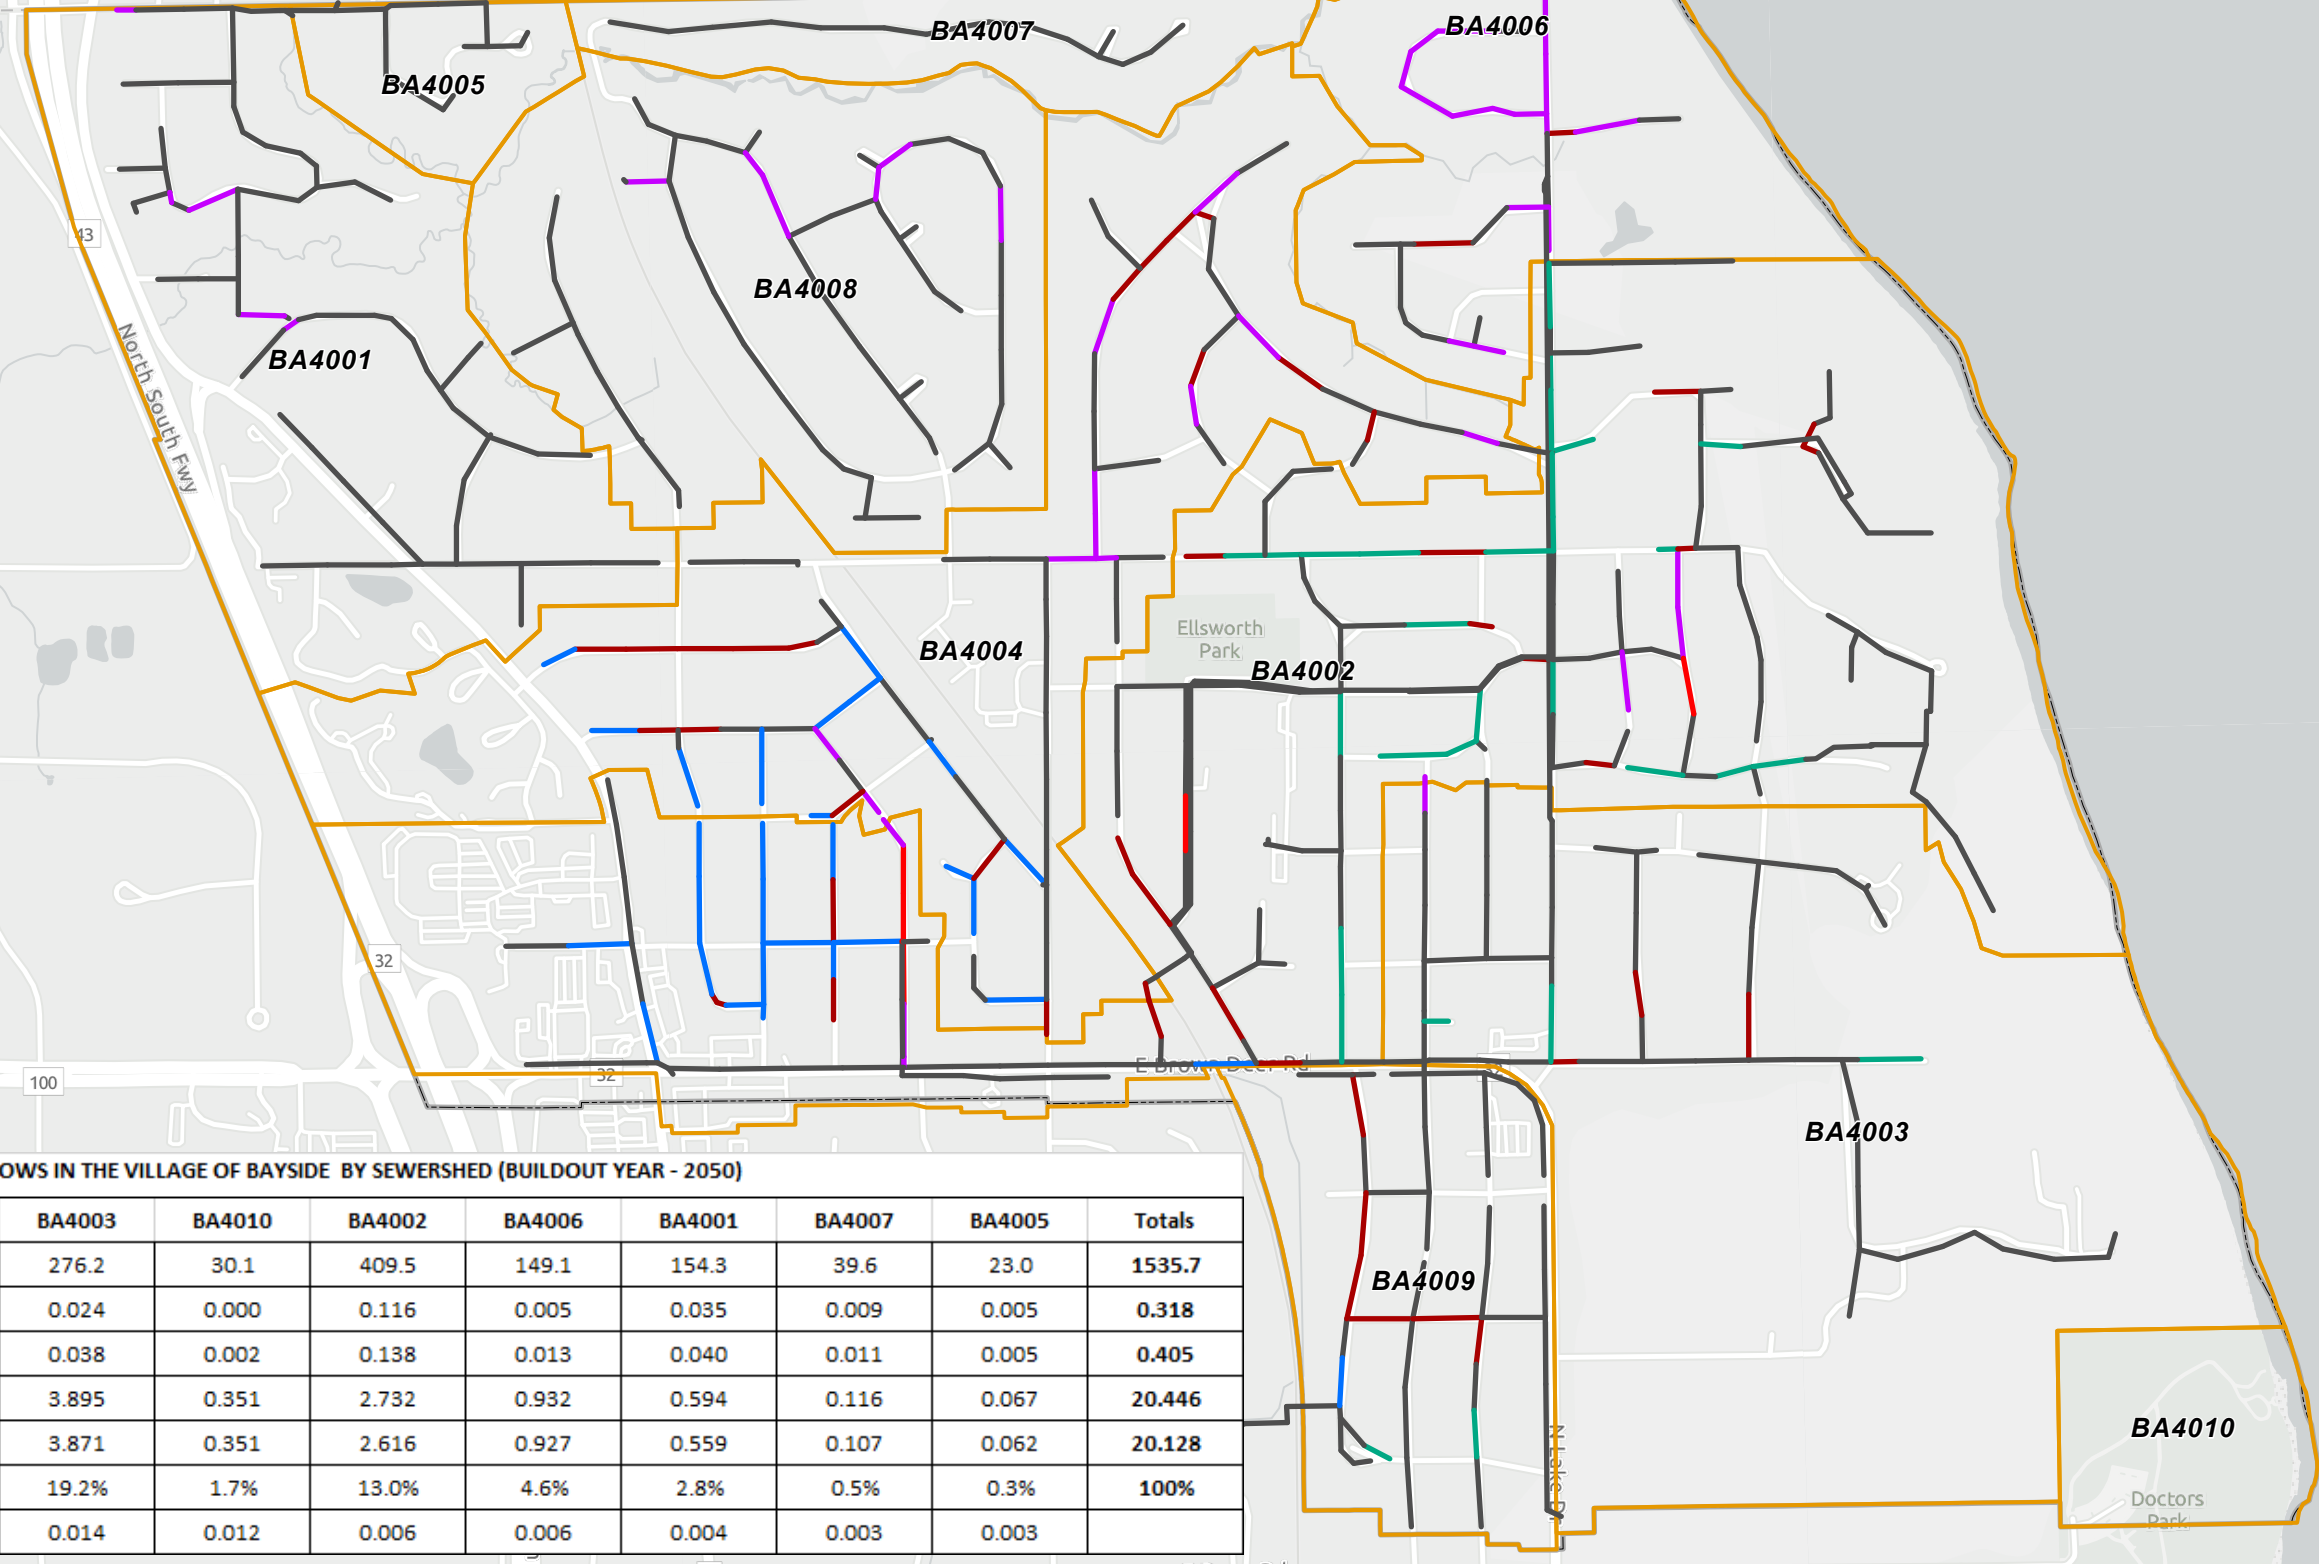 BA4007
BA4006
BA4005
43
BA4008
BA4001
North South Fwy
Ellsworth
Park
BA4004
BA4002
32
E Brown Deer Rd
32
32
100
BA4003
BA4009
BA4010
N Lake Dr
Doctors
Park
OWS IN THE VILLAGE OF BAYSIDE BY SEWERSHED (BUILDOUT YEAR - 2050)
BA4003 BA4010 BA4002 BA4006 BA4001 BA4007 BA4005 Totals
276.2 30.1 409.5 149.1 154.3 39.6 23.0 1535.7
0.024 0.000 0.116 0.005 0.035 0.009 0.005 0.318
0.038 0.002 0.138 0.013 0.040 0.011 0.005 0.405
3.895 0.351 2.732 0.932 0.594 0.116 0.067 20.446
3.871 0.351 2.616 0.927 0.559 0.107 0.062 20.128
19.2% 1.7% 13.0% 4.6% 2.8% 0.5% 0.3% 100%
0.014 0.012 0.006 0.006 0.004 0.003 0.003